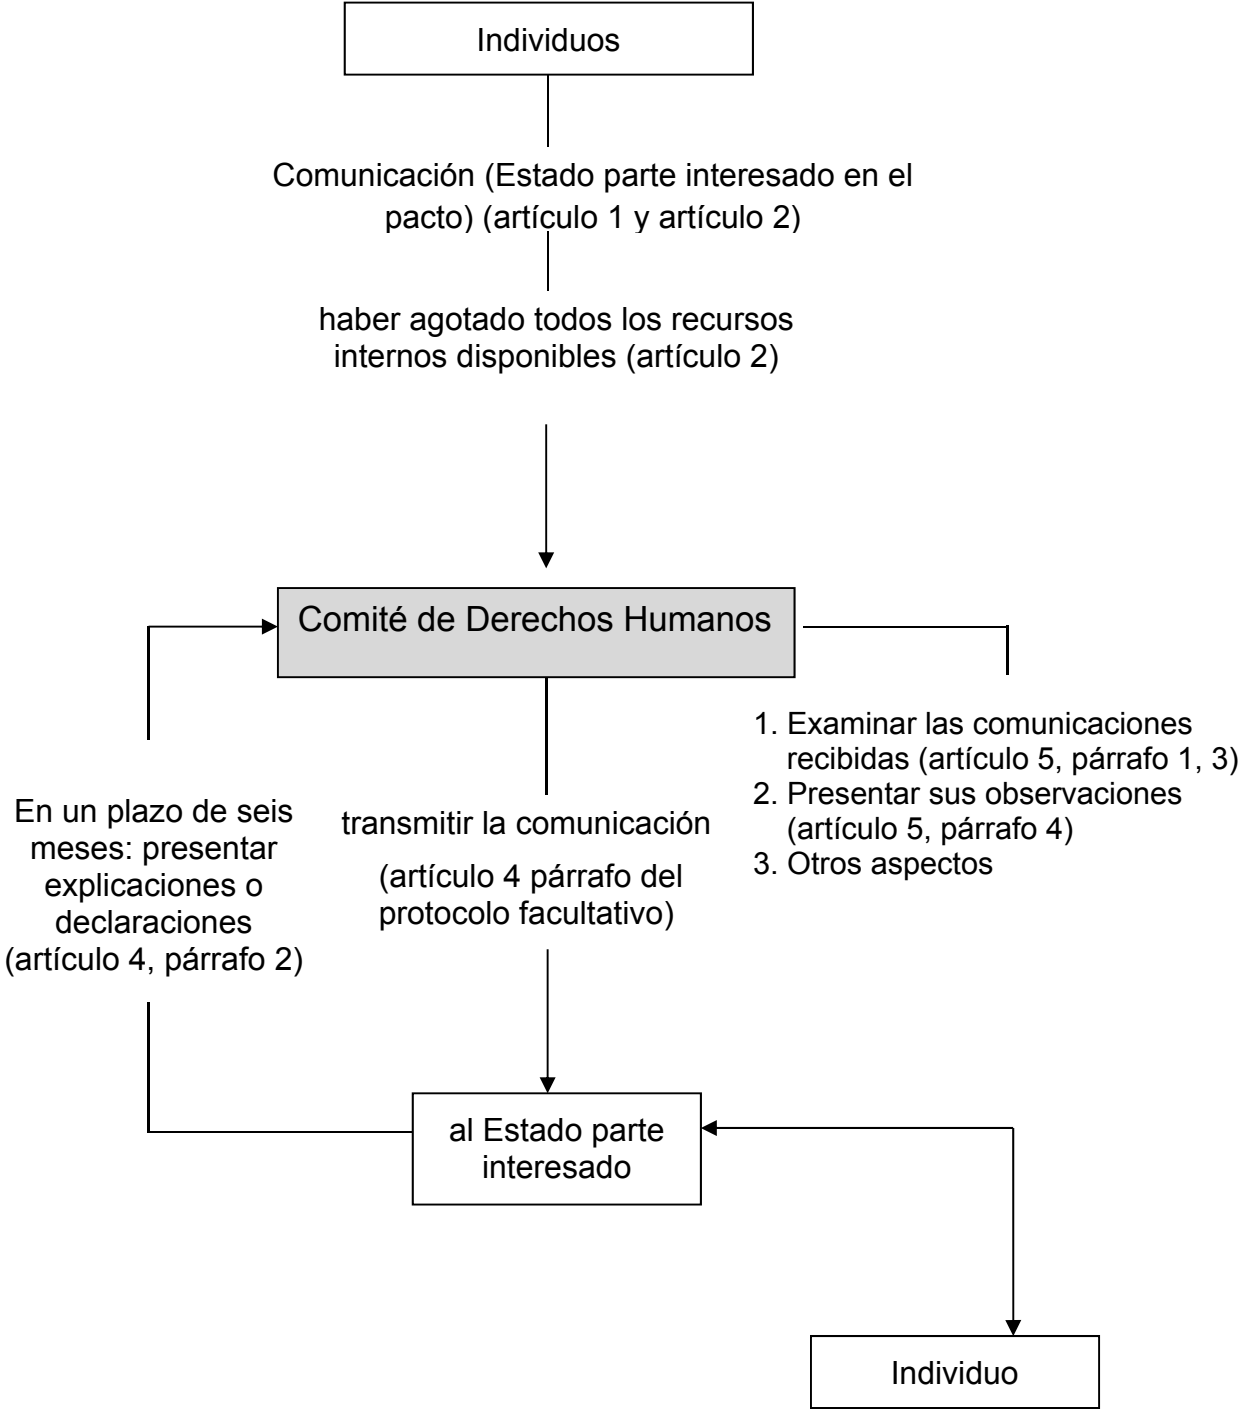 Individuos
Comunicación (Estado parte interesado en el
pacto) (artículo 1 y artículo 2)
haber agotado todos los recursos
internos disponibles (artículo 2)
Comité de Derechos Humanos
1. Examinar las comunicaciones
recibidas (artículo 5, párrafo 1, 3)
2. Presentar sus observaciones
(artículo 5, párrafo 4)
3. Otros aspectos
En un plazo de seis
meses: presentar
explicaciones o
declaraciones
(artículo 4, párrafo 2)
transmitir la comunicación
(artículo 4 párrafo del
protocolo facultativo)
al Estado parte
interesado
Individuo